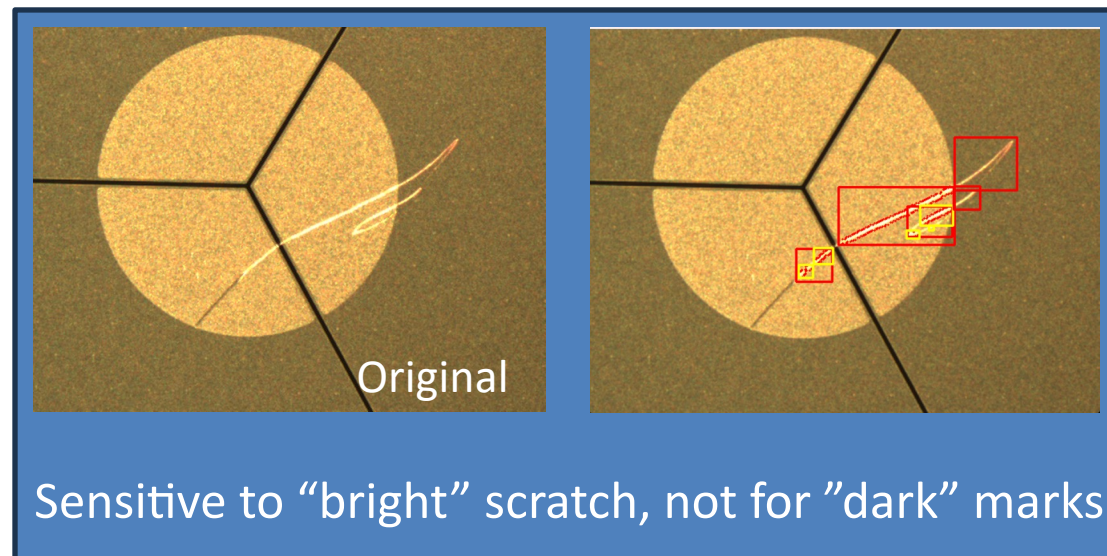 Original
Sensitive to “bright” scratch, not for ”dark” marks